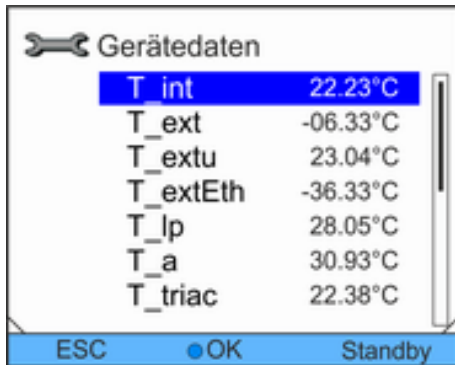 Gerätedaten
T_int 22.23°C
T_ext -06.33°C
T_extu 23.04°C
T_extEth -36.33°C
T_lp 28.05°C
T_a 30.93°C
T_triac 22.38°C
ESC OK Standby